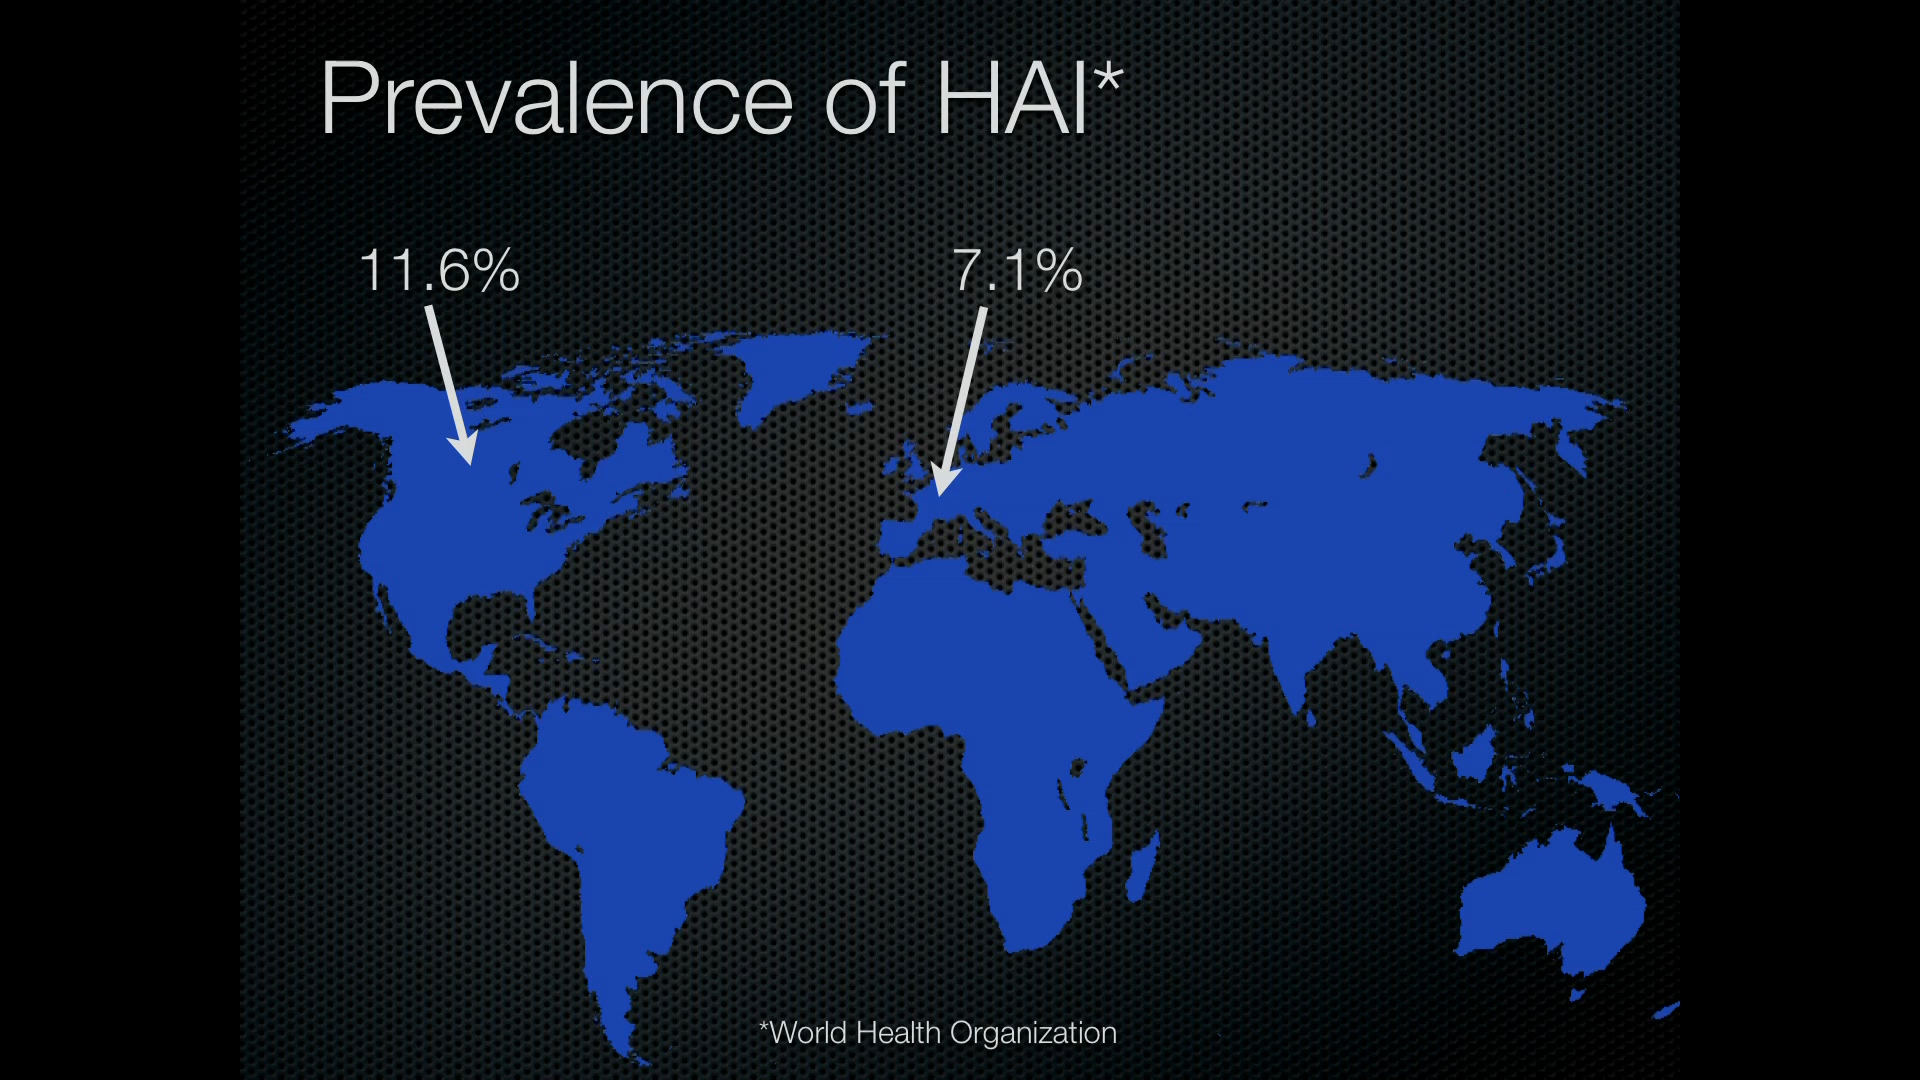 Prevalence of HAI*
11.6%
7.1%
*World Health Organization